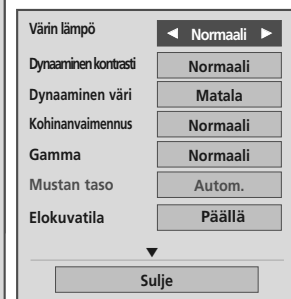 Värin lämpö ◄ Normaali ►
Dynaaminen kontrasti Normaali
Dynaaminen väri Matala
Kohinanvaimennus Normaali
Gamma Normaali
Mustan taso Autom.
Elokuvatila Päällä
▼
Sulje